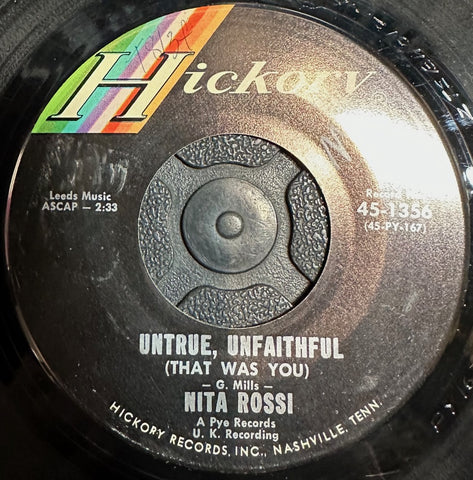 Hickory
Leeds Music
ASCAP — 2:33
45-1356
(45-PY-167)
UNTRUE, UNFAITHFUL
(THAT WAS YOU)
— G. Mills —
NITA ROSSI
A Pye Records
U. K. Recording
HICKORY RECORDS, INC., NASHVILLE, TENN.